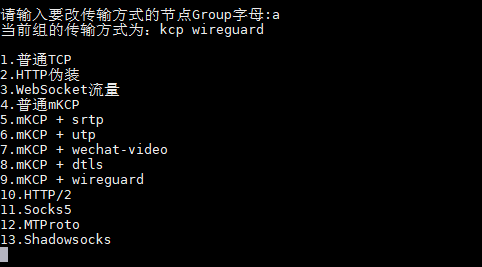 请输入要改传输方式的节点Group字母:a
当前组的传输方式为：kcp wireguard
1.普通TCP
2.HTTP伪装
3.WebSocket流量
4.普通mKCP
5.mKCP + srtp
6.mKCP + utp
7.mKCP + wechat-video
8.mKCP + dtls
9.mKCP + wireguard
10.HTTP/2
11.Socks5
12.MTProto
13.Shadowsocks